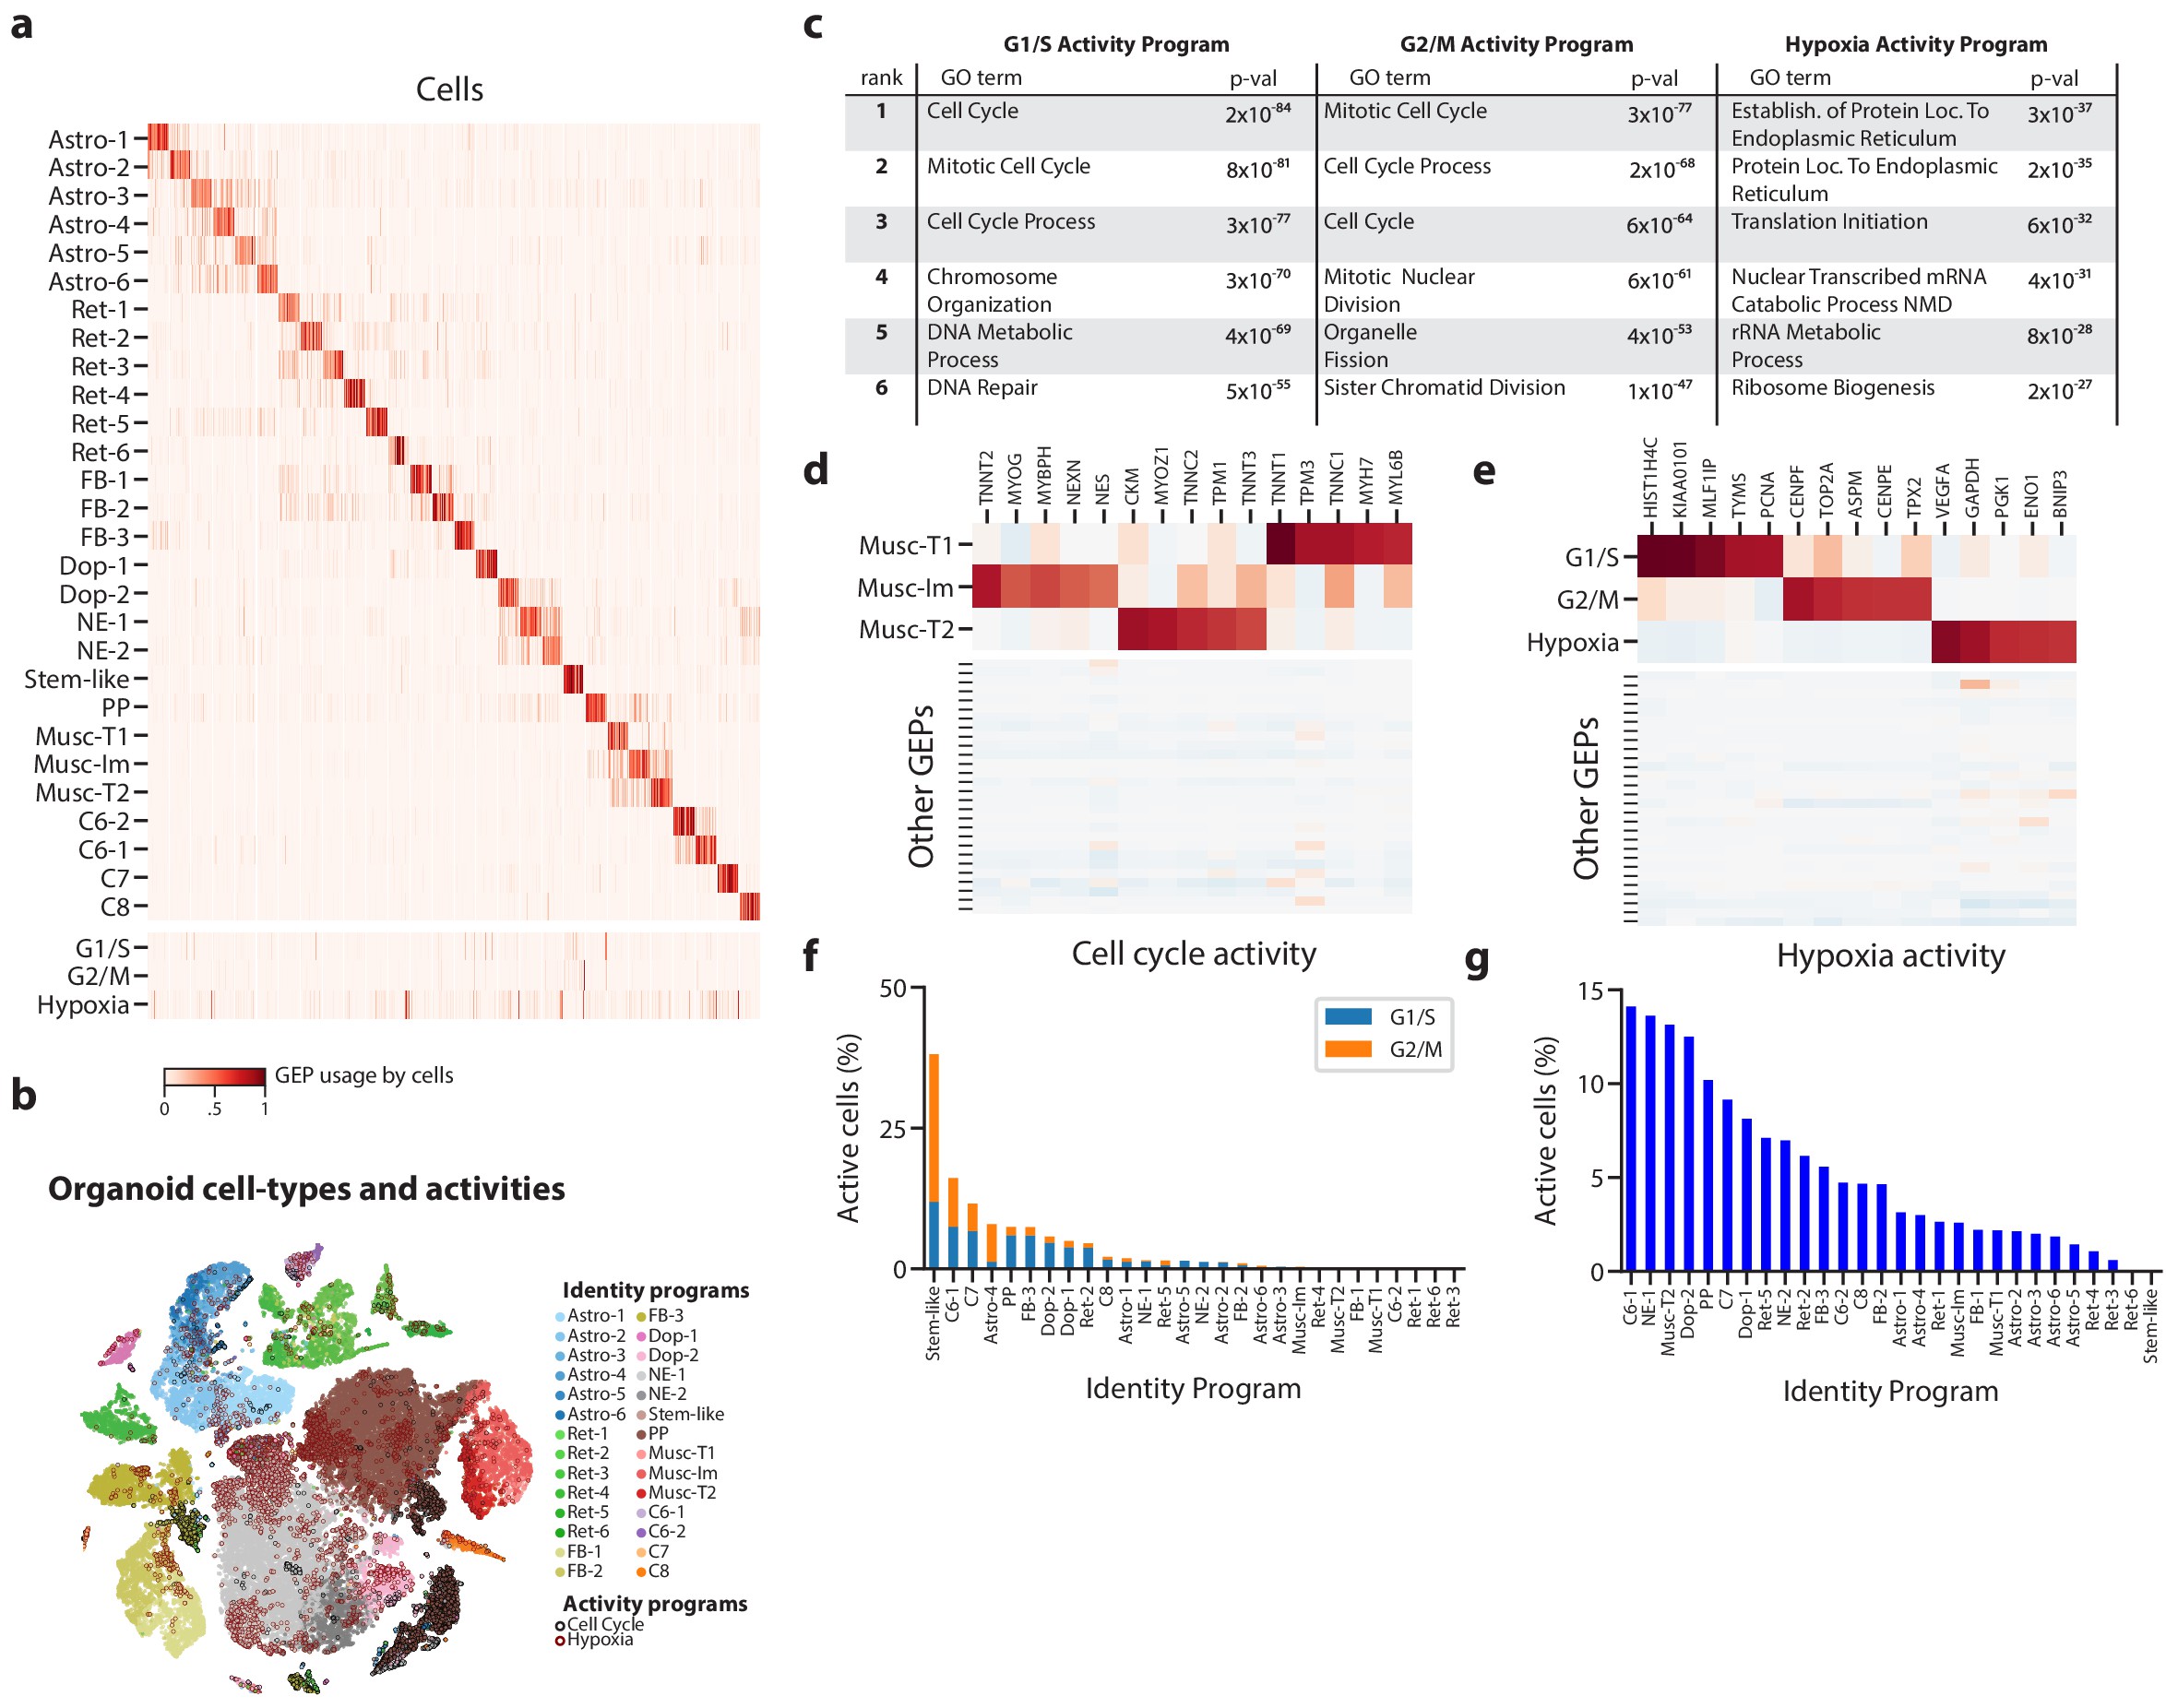 a
Cells
Astro-1
Astro-2
Astro-3
Astro-4
Astro-5
Astro-6
Ret-1
Ret-2
Ret-3
Ret-4
Ret-5
Ret-6
FB-1
FB-2
FB-3
Dop-1
Dop-2
NE-1
NE-2
Stem-like
PP
Musc-T1
Musc-Im
Musc-T2
C6-2
C6-1
C7
C8
G1/S
G2/M
Hypoxia
GEP usage by cells
0 .5 1
b
Organoid cell-types and activities
Identity programs
Astro-1 FB-3
Astro-2 Dop-1
Astro-3 Dop-2
Astro-4 NE-1
Astro-5 NE-2
Astro-6 Stem-like
Ret-1 PP
Ret-2 Musc-T1
Ret-3 Musc-Im
Ret-4 Musc-T2
Ret-5 C6-1
Ret-6 C6-2
FB-1 C7
FB-2 C8
Activity programs
Cell Cycle
Hypoxia
c
G1/S Activity Program G2/M Activity Program Hypoxia Activity Program
rank GO term p-val GO term p-val GO term p-val
1 Cell Cycle 2x10⁻⁸⁴ Mitotic Cell Cycle 3x10⁻⁷⁷ Establish. of Protein Loc. To 3x10⁻³⁷
Endoplasmic Reticulum
2 Mitotic Cell Cycle 8x10⁻⁸¹ Cell Cycle Process 2x10⁻⁶⁸ Protein Loc. To Endoplasmic 2x10⁻³⁵
Reticulum
3 Cell Cycle Process 3x10⁻⁷⁷ Cell Cycle 6x10⁻⁶⁴ Translation Initiation 6x10⁻³²
4 Chromosome 3x10⁻⁷⁰ Mitotic Nuclear 6x10⁻⁶¹ Nuclear Transcribed mRNA 4x10⁻³¹
Organization Division Catabolic Process NMD
5 DNA Metabolic 4x10⁻⁶⁹ Organelle 4x10⁻⁵³ rRNA Metabolic 8x10⁻²⁸
Process Fission Process
6 DNA Repair 5x10⁻⁵⁵ Sister Chromatid Division 1x10⁻⁴⁷ Ribosome Biogenesis 2x10⁻²⁷
d
TNNT2 MYOG MYBPH NEXN NES CKM MYOZ1 TNNC2 TPM1 TNNT3 TNNT1 TPM3 TNNC1 MYH7 MYL6B
Musc-T1
Musc-Im
Musc-T2
Other GEPs
e
HIST1H4C KIAA0101 MLF1IP TYMS PCNA CENPF TOP2A ASPM CENPE TPX2 VEGFA GAPDH PGK1 ENO1 BNIP3
G1/S
G2/M
Hypoxia
Other GEPs
f
Cell cycle activity
Active cells (%)
50
25
0
G1/S
G2/M
Stem-like C6-1 C7 Astro-4 PP FB-3 Dop-2 Dop-1 Ret-2 C8 Astro-1 NE-1 Ret-5 Astro-5 NE-2 Astro-2 FB-2 Astro-6 Astro-3 Musc-Im Ret-4 Musc-T2 FB-1 Musc-T1 C6-2 Ret-1 Ret-6 Ret-3
Identity Program
g
Hypoxia activity
Active cells (%)
15
10
5
0
C6-1 NE-1 Musc-T2 Dop-2 PP C7 Dop-1 Ret-5 NE-2 Ret-2 FB-3 C6-2 C8 FB-2 Astro-1 Astro-4 Ret-1 Musc-Im FB-1 Musc-T1 Astro-2 Astro-3 Astro-6 Astro-5 Ret-4 Ret-3 Ret-6 Stem-like
Identity Program